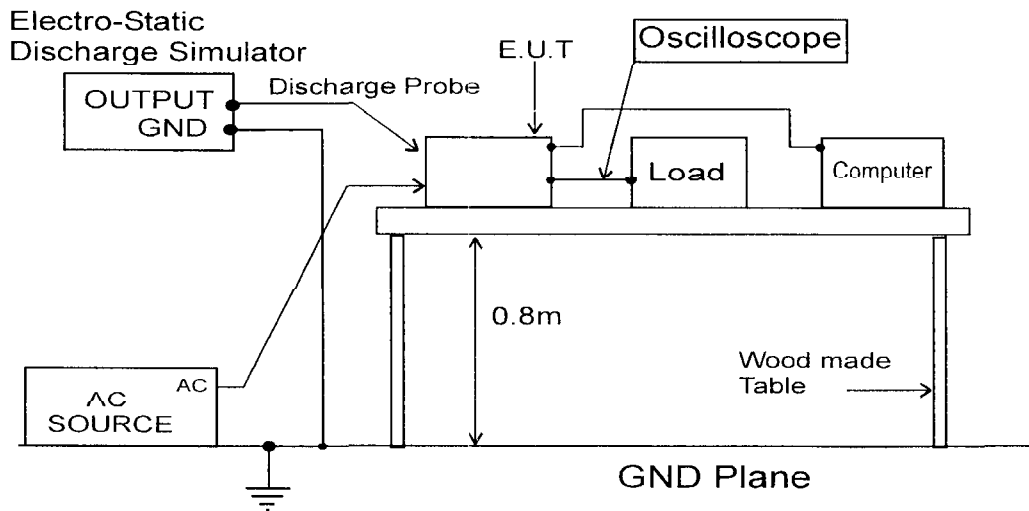 Electro-Static
Discharge Simulator
OUTPUT
GND
Discharge Probe
E.U.T
Oscilloscope
Load
Computer
0.8m
Wood made
Table
AC
AC
SOURCE
GND Plane